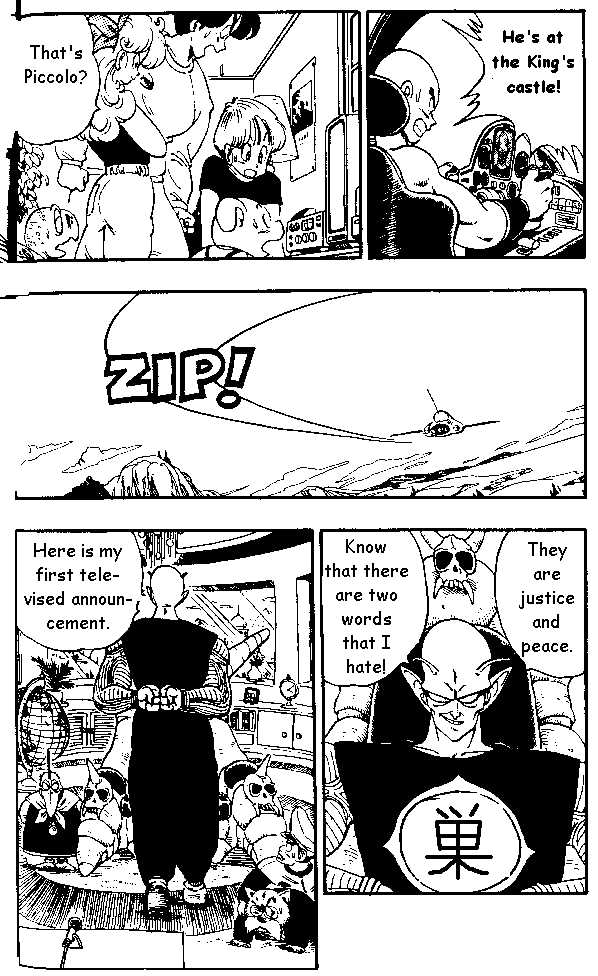 That's
Piccolo?
He's at
the King's
castle!
ZIP!
Here is my
first tele-
vised announ-
cement.
Know
that there
are two
words
that I
hate!
They
are
justice
and
peace.
巣